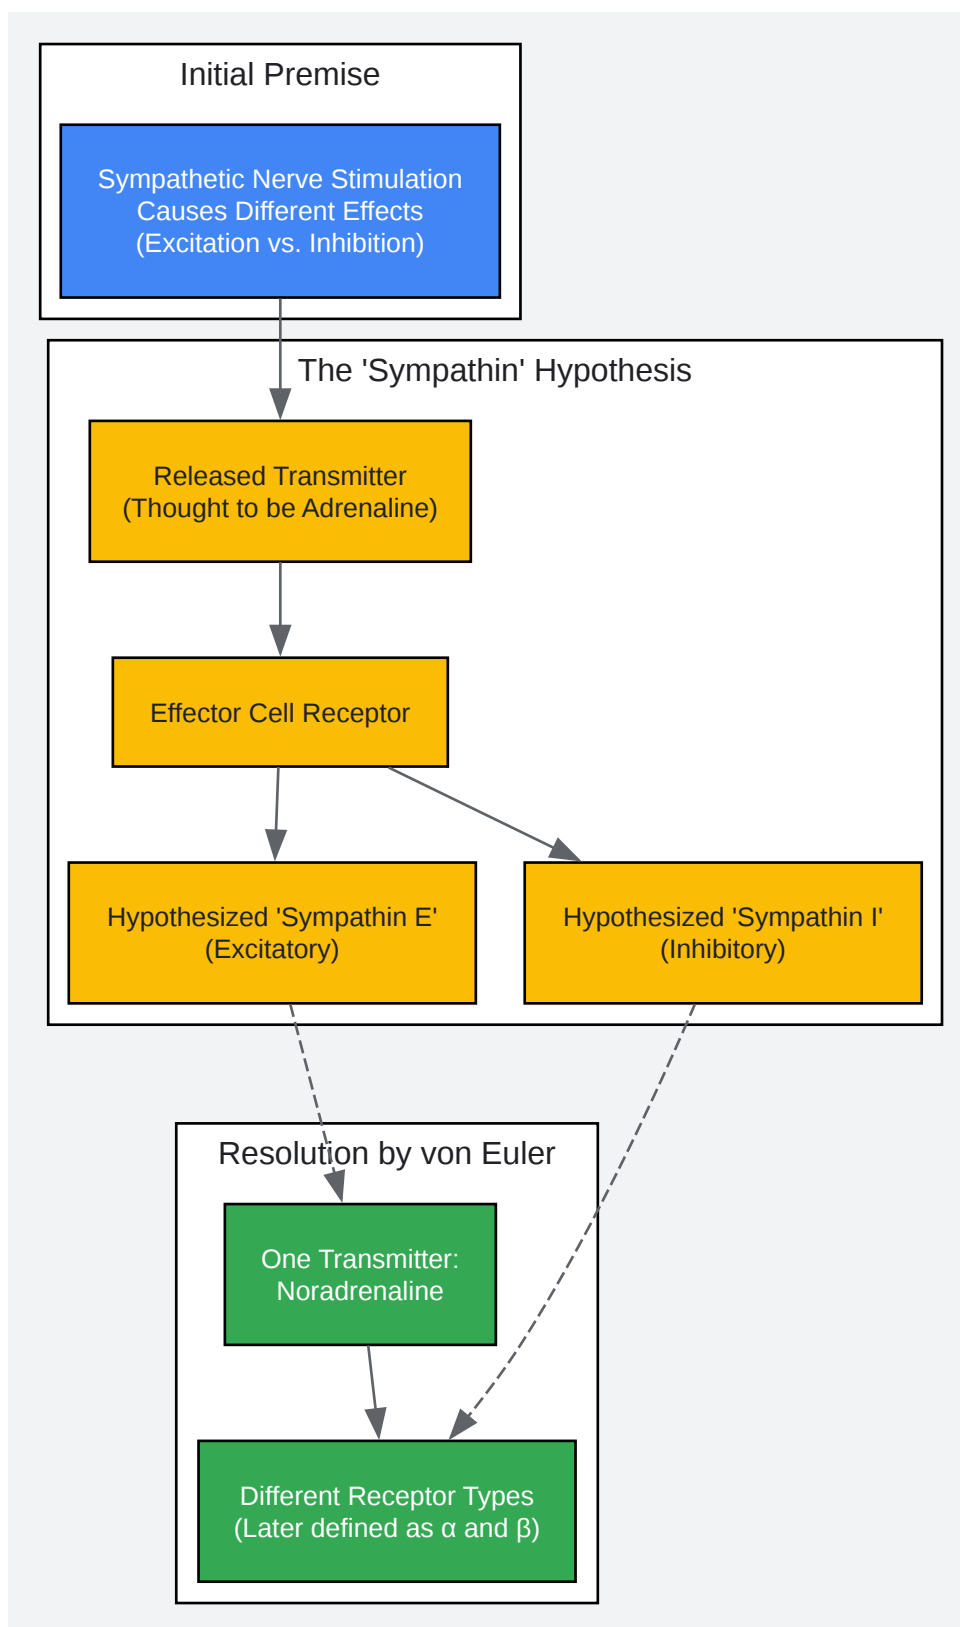 Initial Premise
Sympathetic Nerve Stimulation
Causes Different Effects
(Excitation vs. Inhibition)
The 'Sympathin' Hypothesis
Released Transmitter
(Thought to be Adrenaline)
Effector Cell Receptor
Hypothesized 'Sympathin E'
(Excitatory)
Hypothesized 'Sympathin I'
(Inhibitory)
Resolution by von Euler
One Transmitter:
Noradrenaline
Different Receptor Types
(Later defined as α and β)